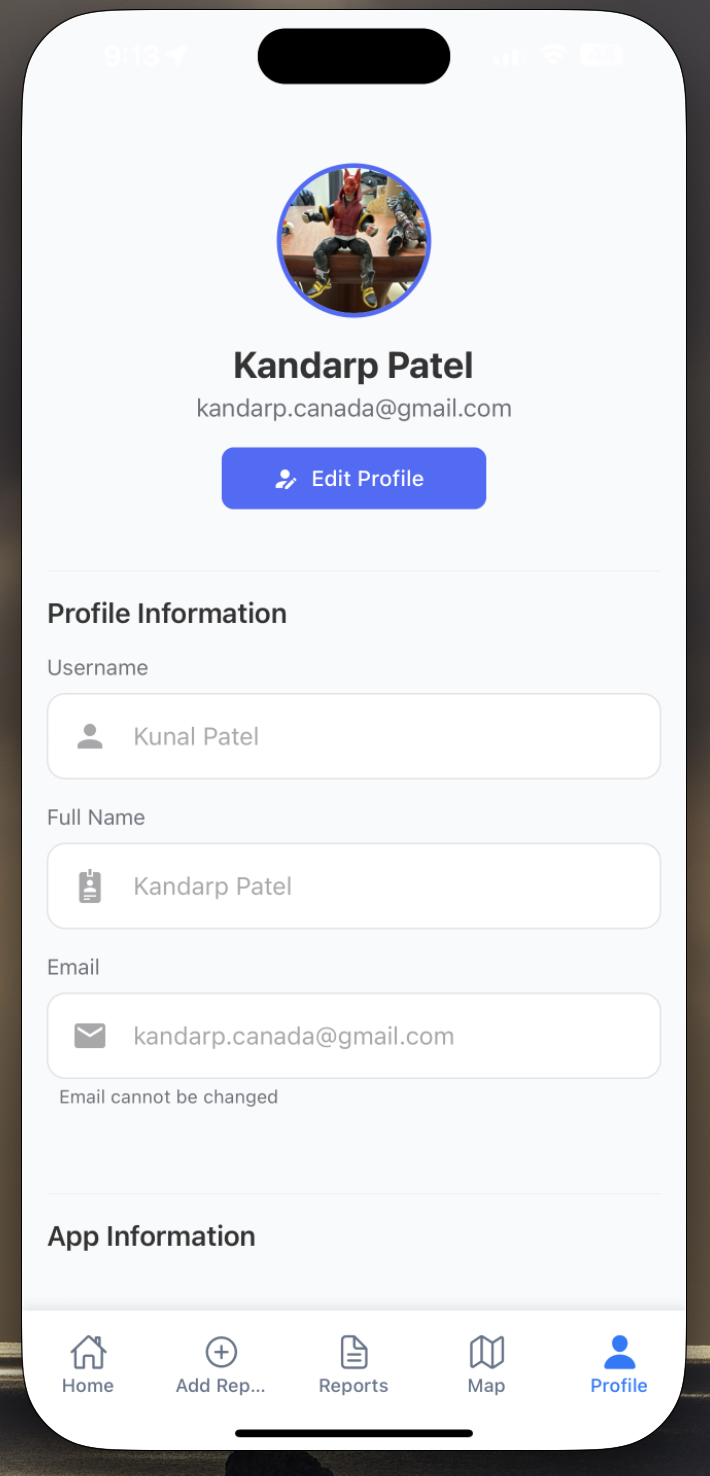 9:13
Kandarp Patel
kandarp.canada@gmail.com
Edit Profile
Profile Information
Username
Kunal Patel
Full Name
Kandarp Patel
Email
kandarp.canada@gmail.com
Email cannot be changed
App Information
Home
Add Rep...
Reports
Map
Profile